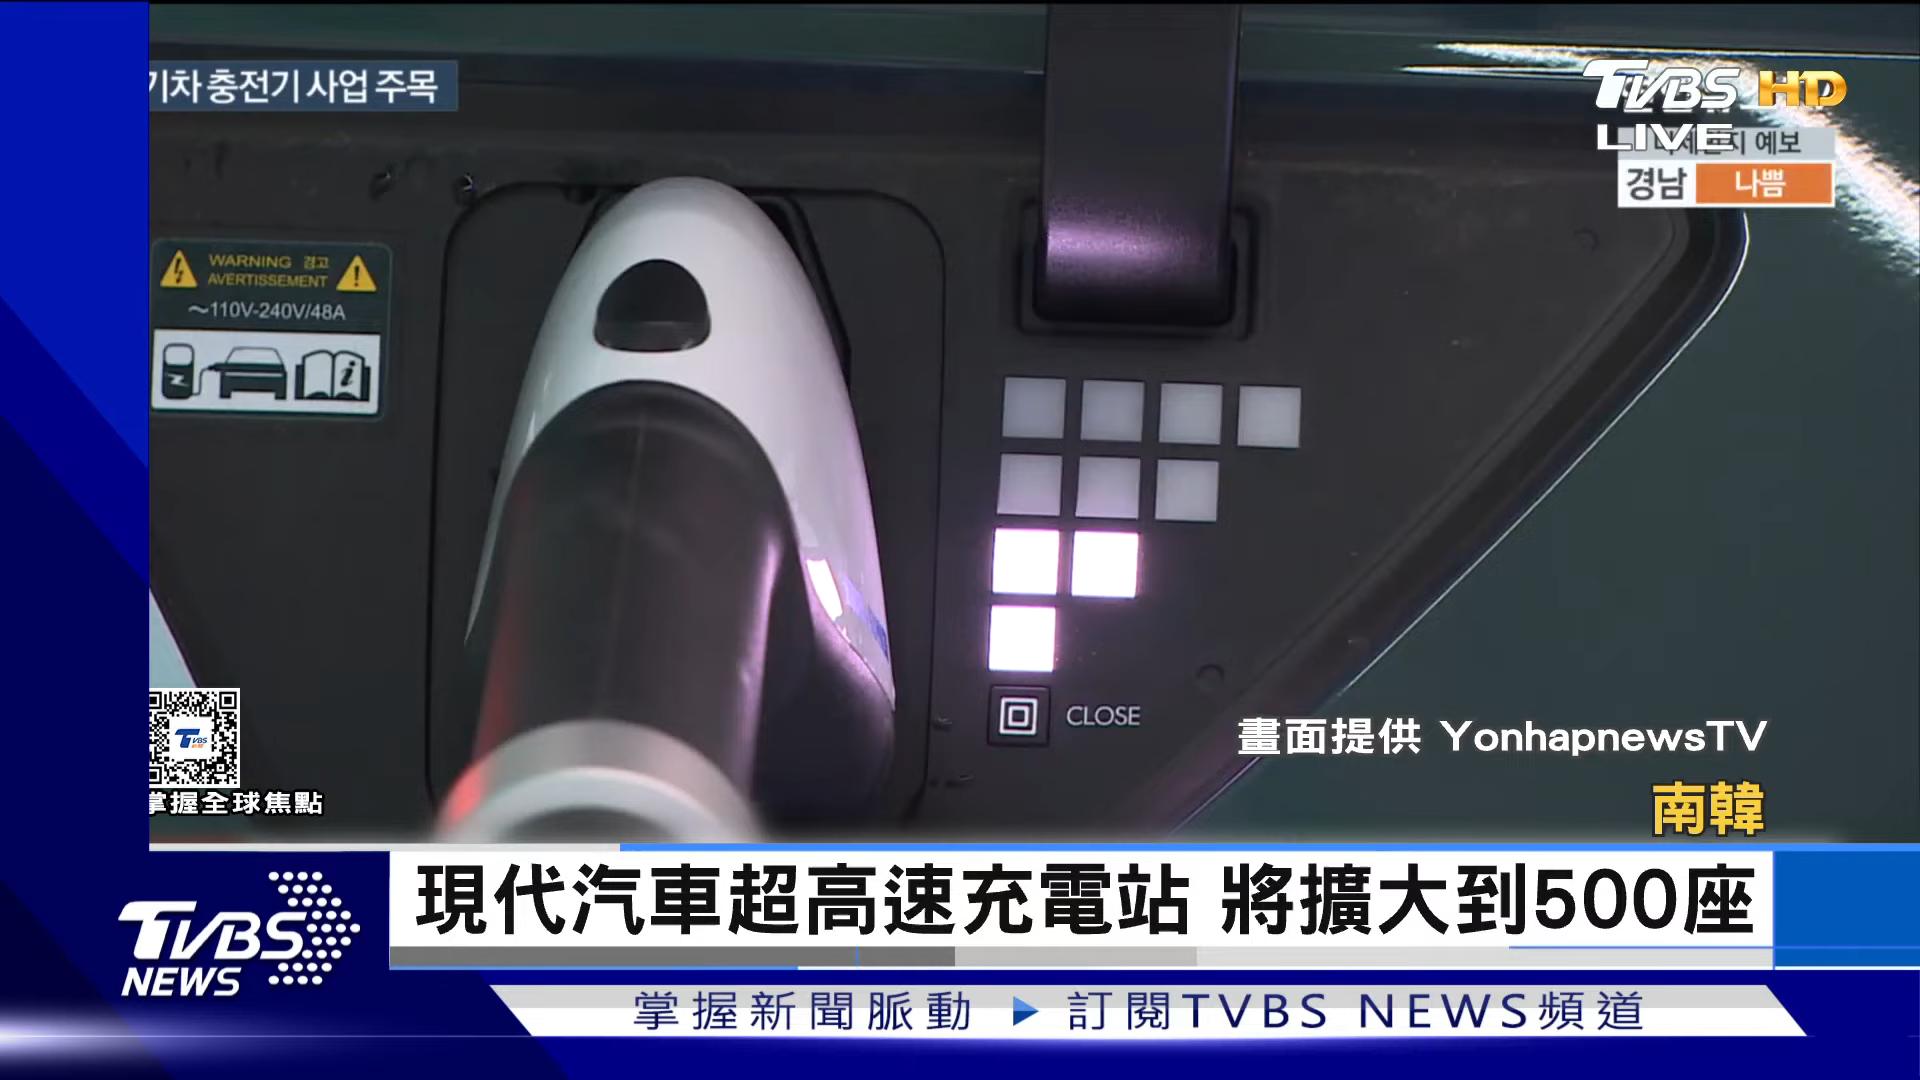 기차 충전기 사업 주목
TVBS HD
LIVE
예보
경남 나쁨
WARNING 경고
AVERTISSEMENT
~110V-240V/48A
CLOSE
TVBS
畫面提供 YonhapnewsTV
掌握全球焦點
南韓
現代汽車超高速充電站 將擴大到500座
TVBS
NEWS
掌握新聞脈動 ▶ 訂閱TVBS NEWS頻道